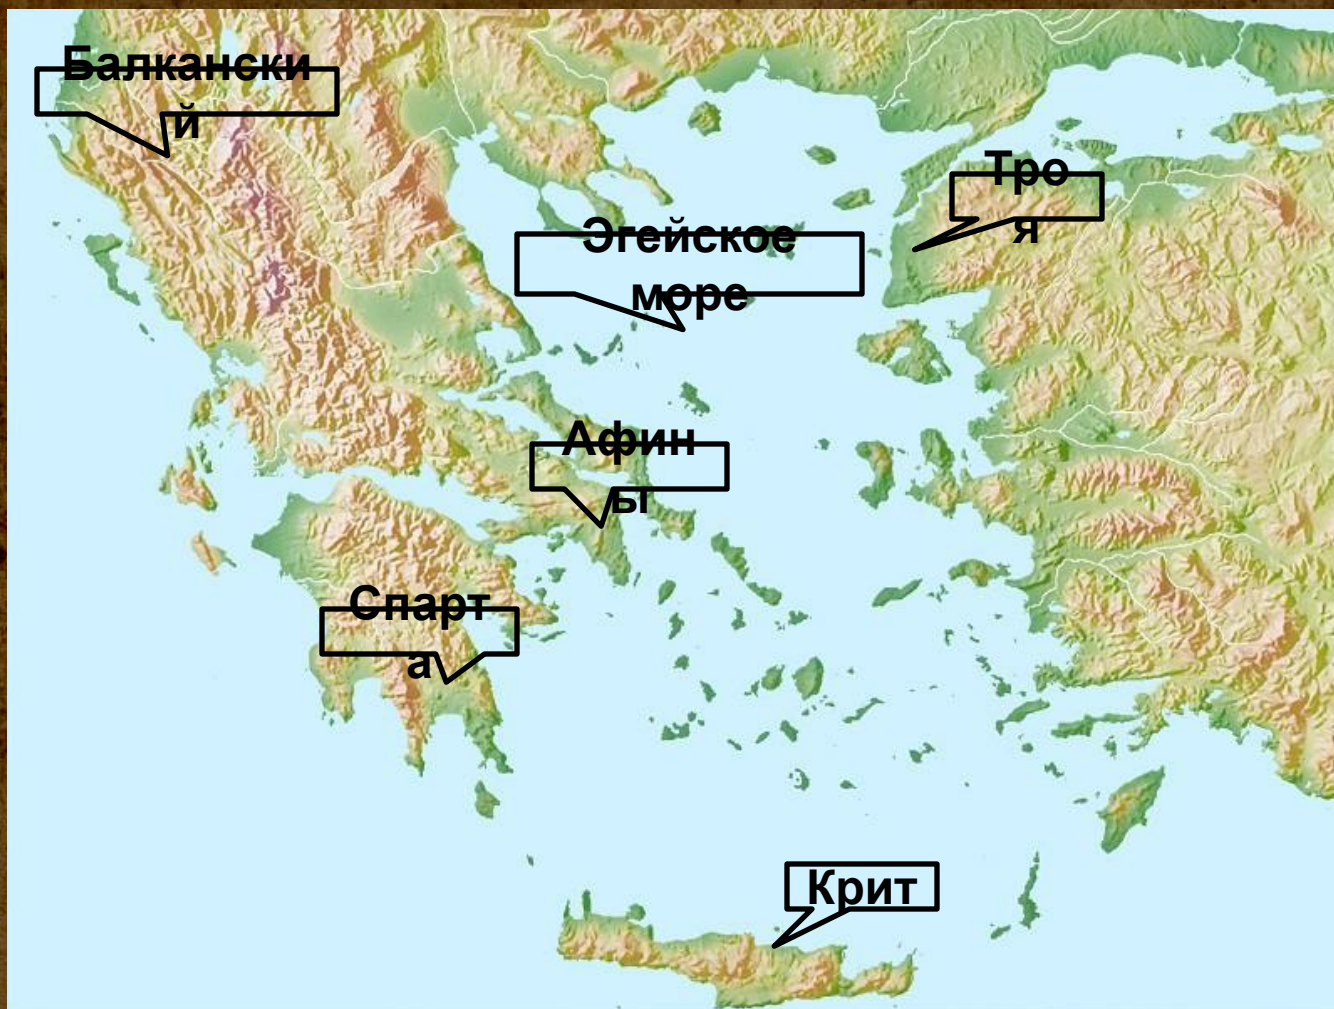 Балкански
й
Тро
я
Эгейское
море
Афин
ы
Спарт
а
Крит